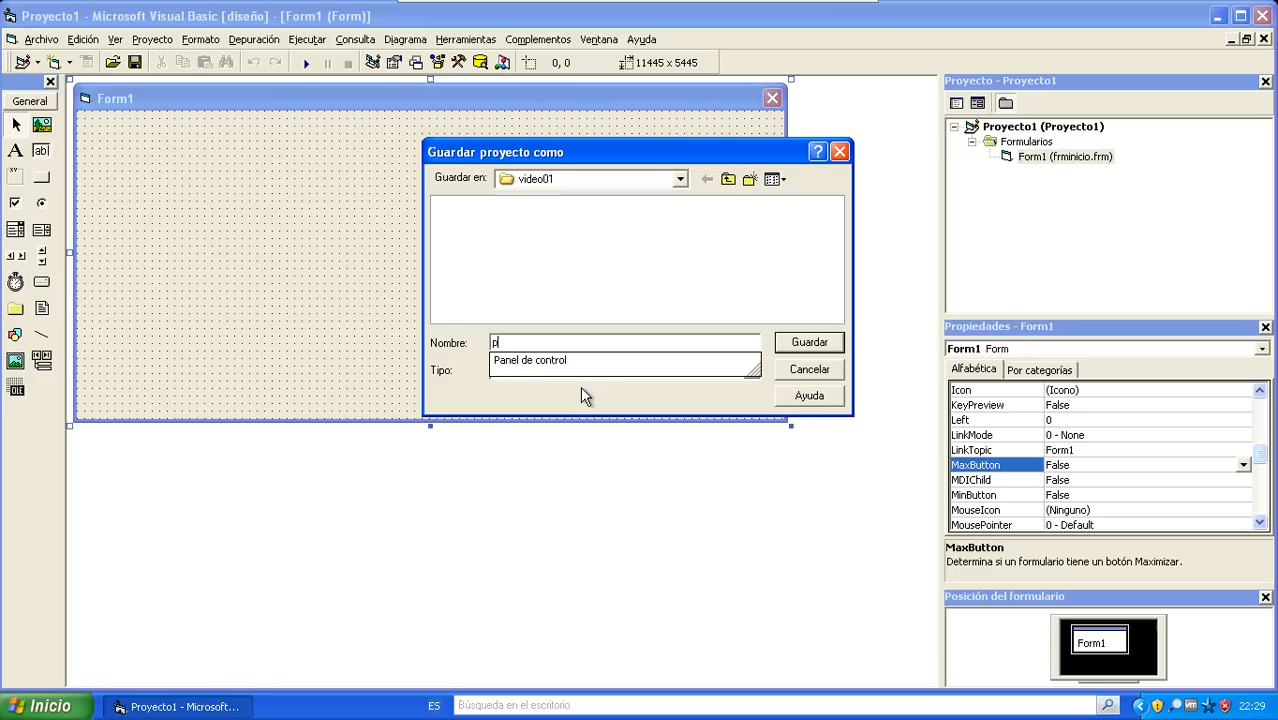 Proyecto1 - Microsoft Visual Basic [diseño] - [Form1 (Form)]
Archivo Edición Ver Proyecto Formato Depuración Ejecutar Consulta Diagrama Herramientas Complementos Ventana Ayuda
0, 0 11445 x 5445
General
A ab|
xy
Form1
Guardar proyecto como
Guardar en: video01
Nombre: p
Guardar
Panel de control
Tipo:
Cancelar
Ayuda
Proyecto - Proyecto1
Proyecto1 (Proyecto1)
Formularios
Form1 (frminicio.frm)
Propiedades - Form1
Form1 Form
Alfabética Por categorías
Icon (Icono)
KeyPreview False
Left 0
LinkMode 0 - None
LinkTopic Form1
MaxButton False
MDIChild False
MinButton False
MouseIcon (Ninguno)
MousePointer 0 - Default
MaxButton
Determina si un formulario tiene un botón Maximizar.
Posición del formulario
Form1
Inicio Proyecto1 - Microsoft... ES Búsqueda en el escritorio 22:29